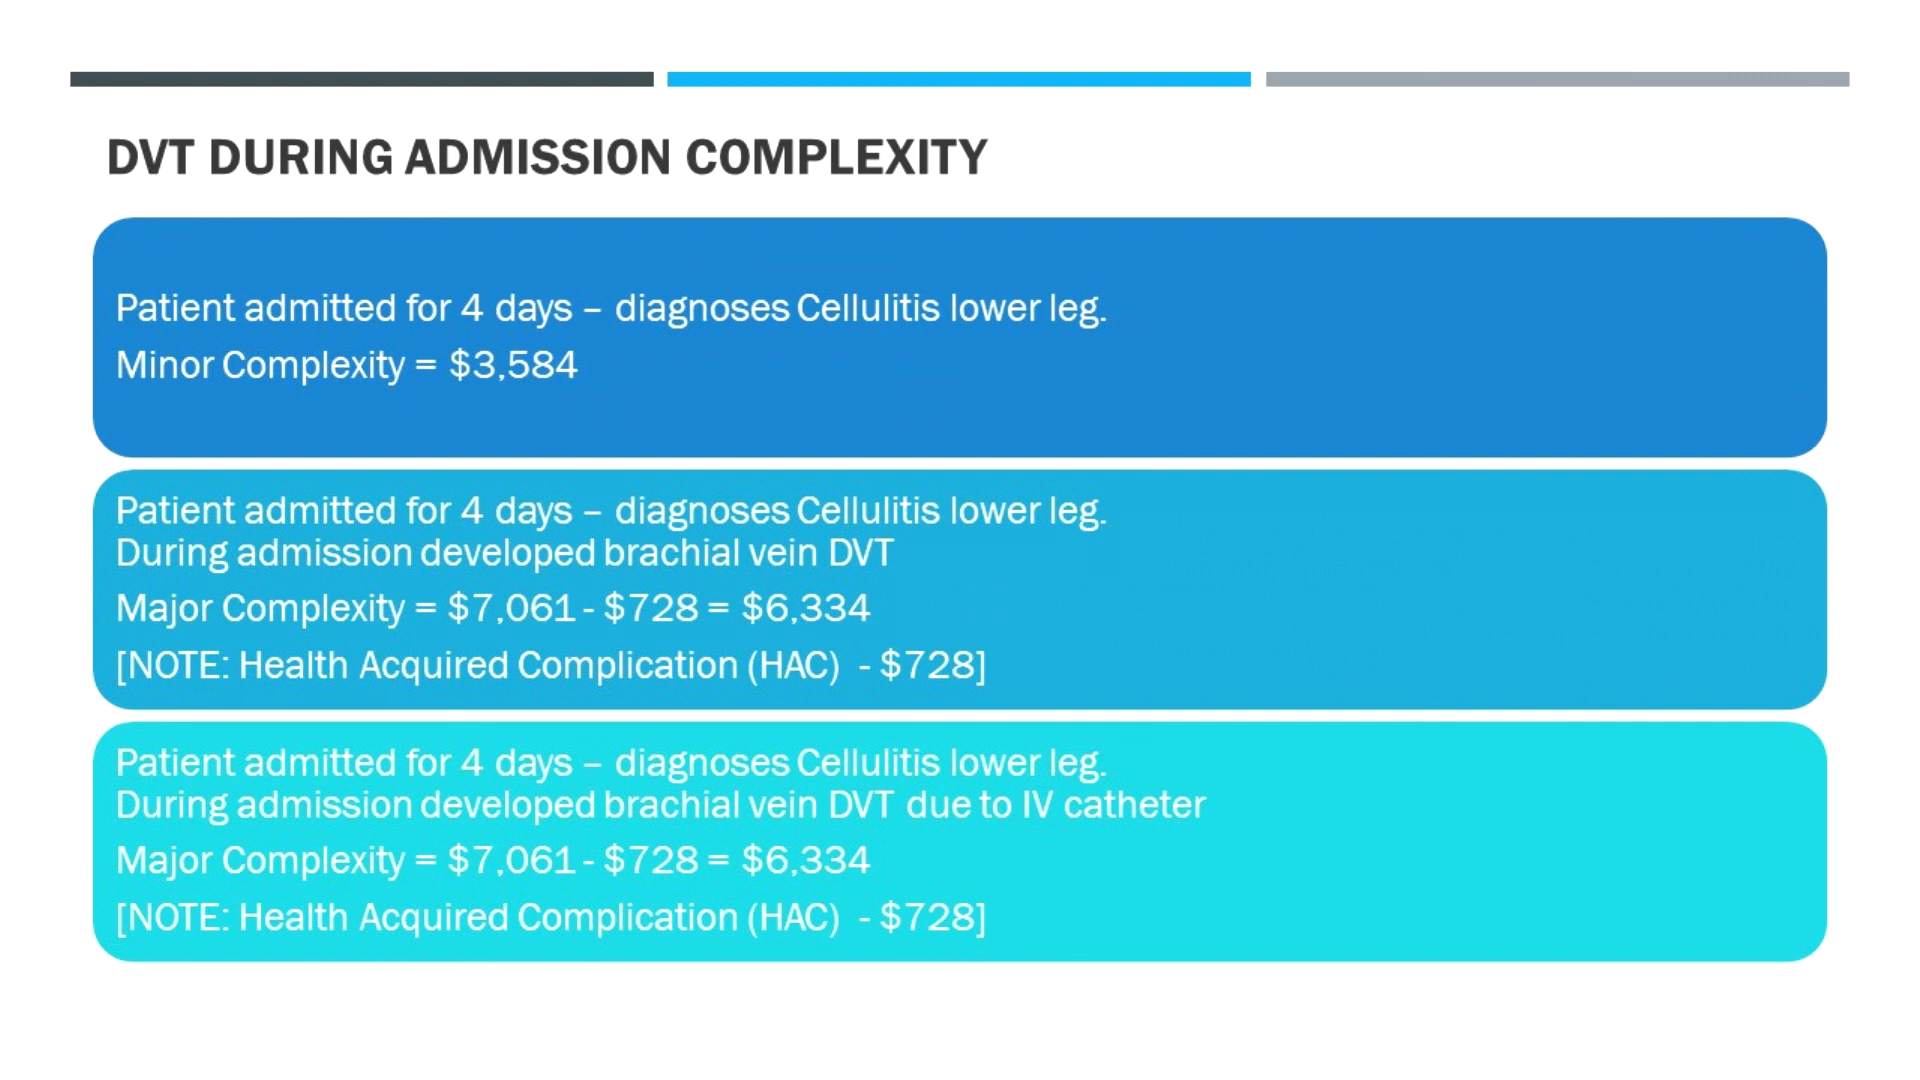 DVT DURING ADMISSION COMPLEXITY
Patient admitted for 4 days – diagnoses Cellulitis lower leg.
Minor Complexity = $3,584
Patient admitted for 4 days – diagnoses Cellulitis lower leg.
During admission developed brachial vein DVT
Major Complexity = $7,061 - $728 = $6,334
[NOTE: Health Acquired Complication (HAC)  - $728]
Patient admitted for 4 days – diagnoses Cellulitis lower leg.
During admission developed brachial vein DVT due to IV catheter
Major Complexity = $7,061 - $728 = $6,334
[NOTE: Health Acquired Complication (HAC)  - $728]